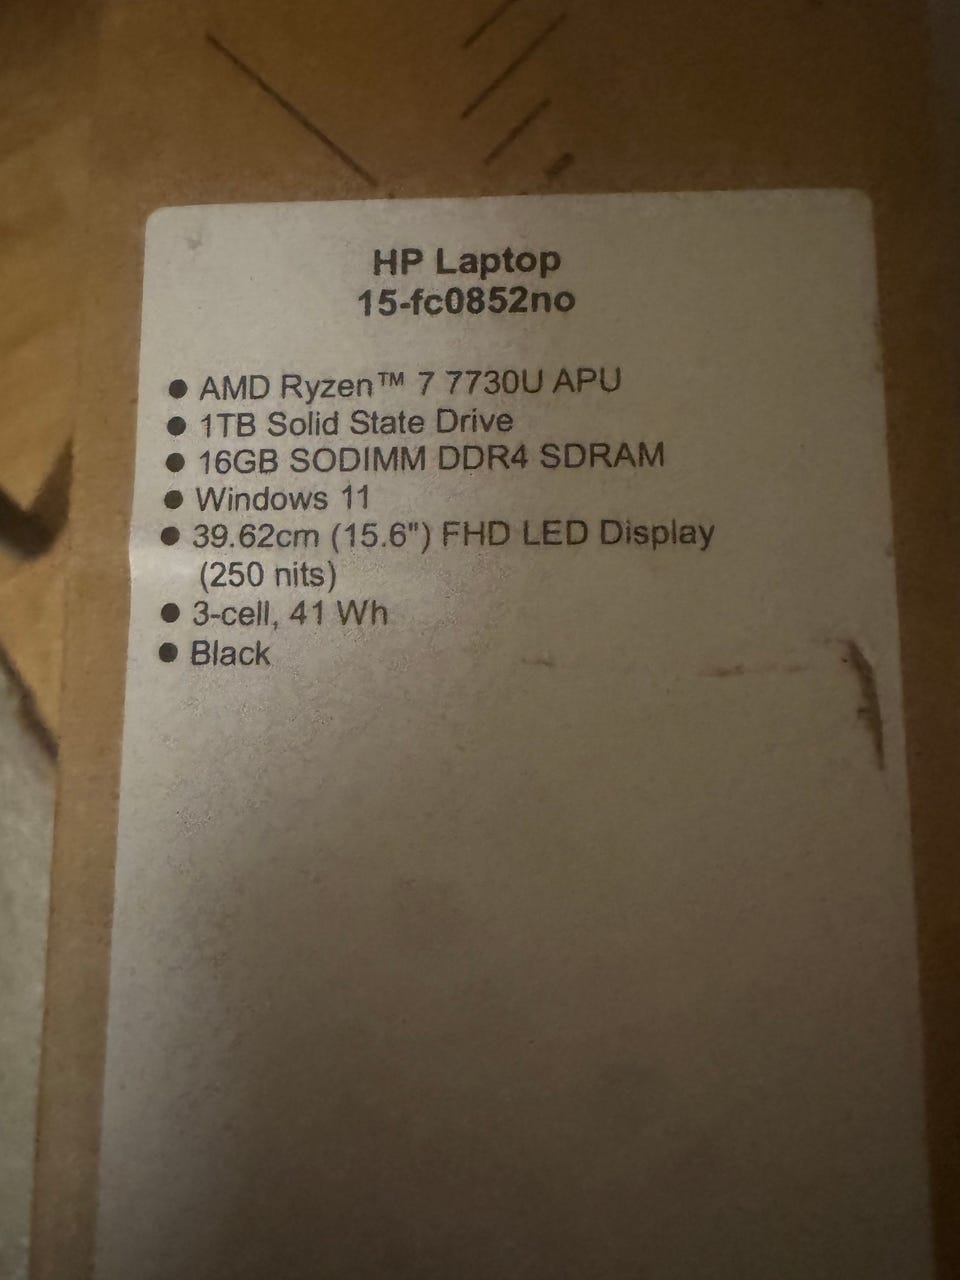 HP Laptop
15-fc0852no
● AMD Ryzen™ 7 7730U APU
● 1TB Solid State Drive
● 16GB SODIMM DDR4 SDRAM
● Windows 11
● 39.62cm (15.6") FHD LED Display
(250 nits)
● 3-cell, 41 Wh
● Black